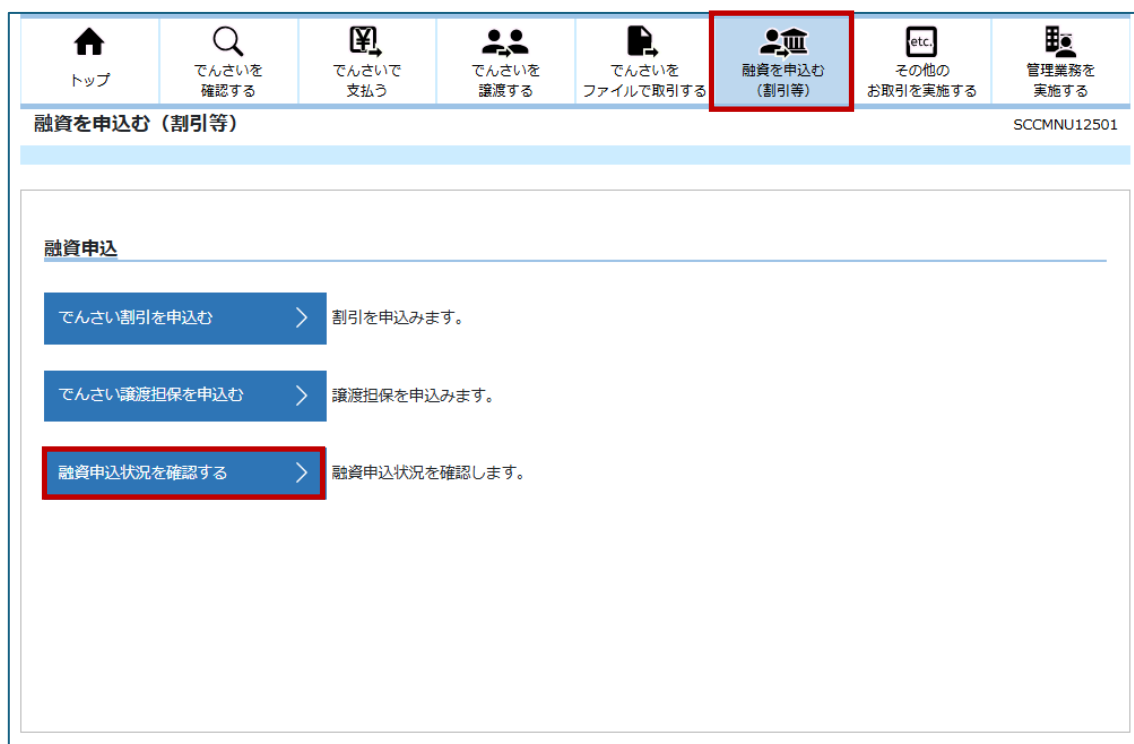 トップ
でんさいを
確認する
でんさいで
支払う
でんさいを
譲渡する
でんさいを
ファイルで取引する
融資を申込む
(割引等)
etc.
その他の
お取引を実施する
管理業務を
実施する
融資を申込む(割引等)
SCCMNU12501
融資申込
でんさい割引を申込む
割引を申込みます。
でんさい譲渡担保を申込む
譲渡担保を申込みます。
融資申込状況を確認する
融資申込状況を確認します。